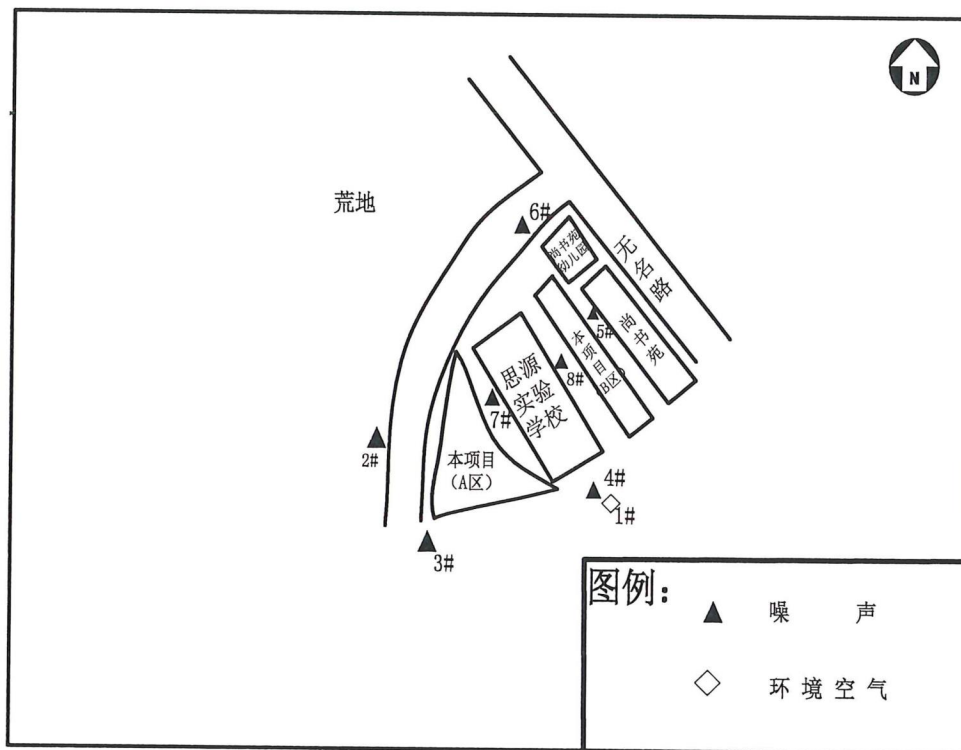 N
荒地
6#
尚书苑
幼儿园
无名路
5#
尚书苑
本项目(B区)
8#
思源
实验
学校
7#
2#
本项目
(A区)
4#
1#
3#
图例：
噪 声
环境空气